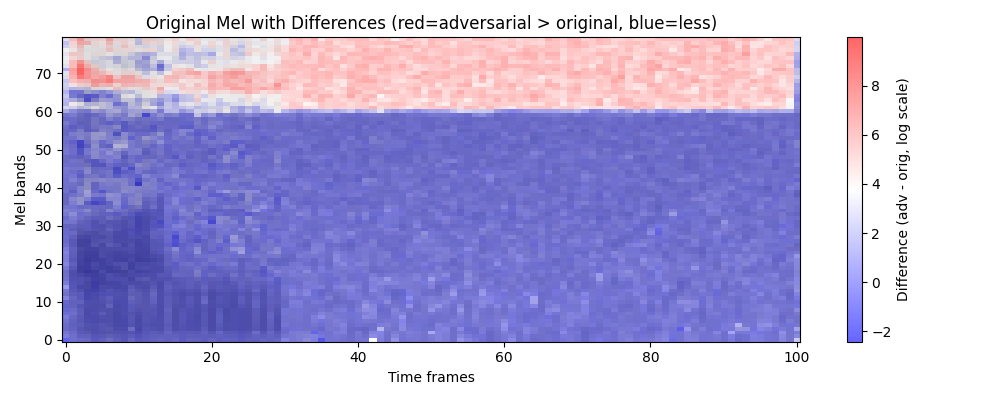 Original Mel with Differences (red=adversarial > original, blue=less)
Mel bands
70
60
50
40
30
20
10
0
0 20 40 60 80 100
Time frames
8
6
4
2
0
−2
Difference (adv - orig, log scale)